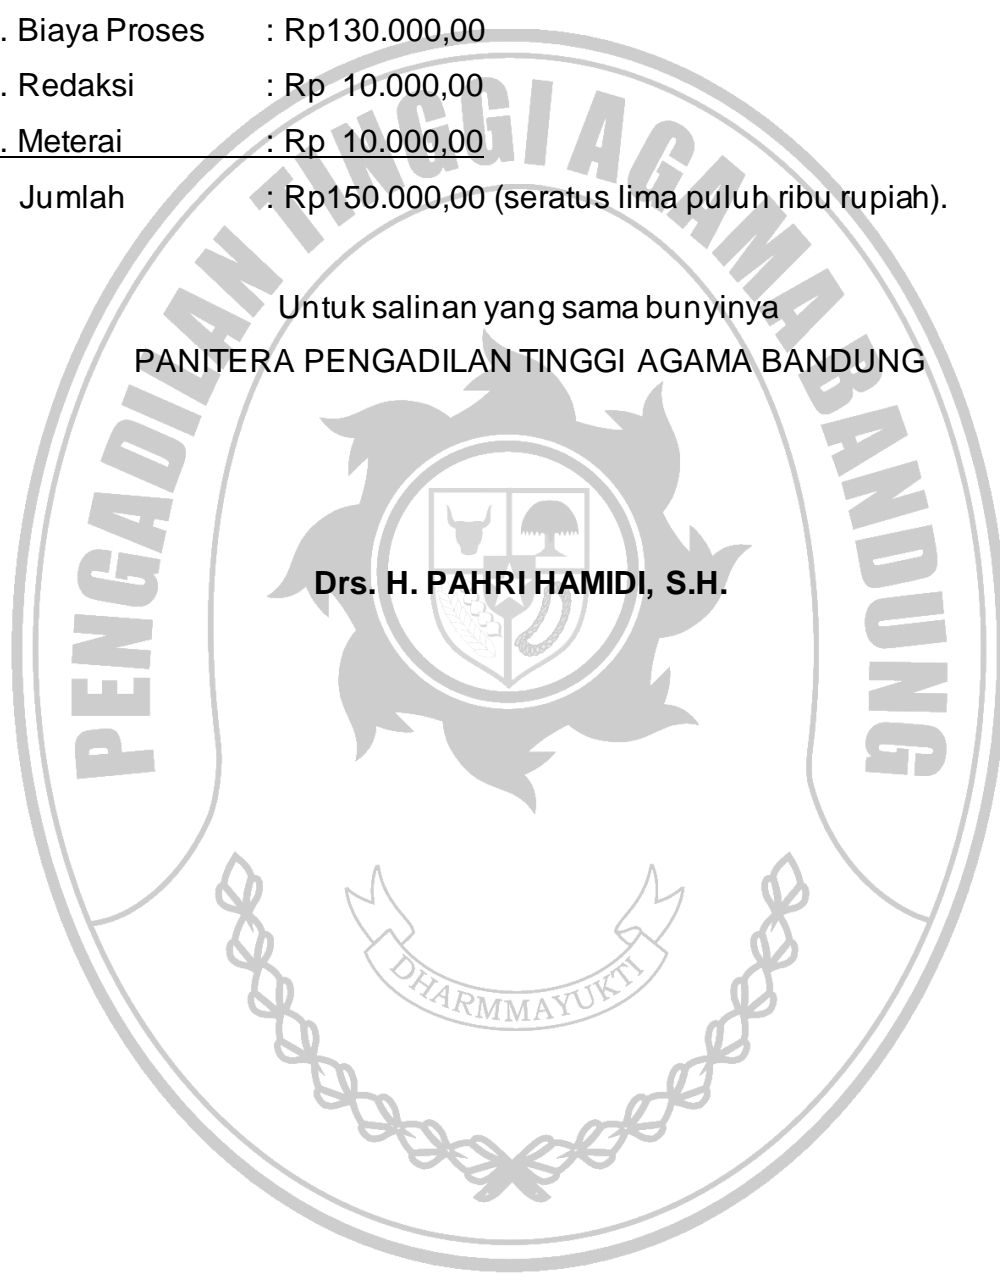 . Biaya Proses : Rp130.000,00
. Redaksi : Rp 10.000,00
. Meterai : Rp 10.000,00
Jumlah : Rp150.000,00 (seratus lima puluh ribu rupiah).
Untuk salinan yang sama bunyinya
PANITERA PENGADILAN TINGGI AGAMA BANDUNG
Drs. H. PAHRI HAMIDI, S.H.
PENGADILAN TINGGI AGAMA BANDUNG
DHARMMAYUKTI